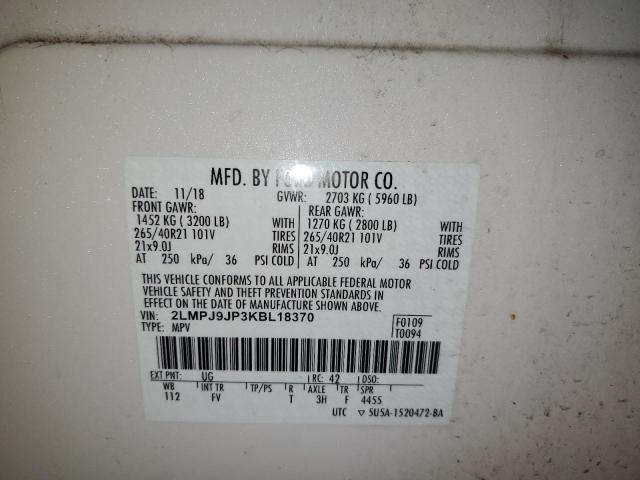 MFD. BY FORD MOTOR CO.
DATE: 11/18 GVWR: 2703 KG ( 5960 LB)
FRONT GAWR: REAR GAWR:
1452 KG ( 3200 LB) WITH 1270 KG ( 2800 LB) WITH
265/40R21 101V TIRES 265/40R21 101V TIRES
21x9.0J RIMS 21x9.0J RIMS
AT 250 kPa/ 36 PSI COLD AT 250 kPa/ 36 PSI COLD
THIS VEHICLE CONFORMS TO ALL APPLICABLE FEDERAL MOTOR
VEHICLE SAFETY AND THEFT PREVENTION STANDARDS IN
EFFECT ON THE DATE OF MANUFACTURE SHOWN ABOVE.
VIN: 2LMPJ9JP3KBL18370 F0109
TYPE: MPV T0094
EXT PNT: UG RC: 42 DSO:
WB INT TR TP/PS R AXLE TR SPR
112 FV T 3H F 4455
UTC ▽ 5U5A-1520472-BA